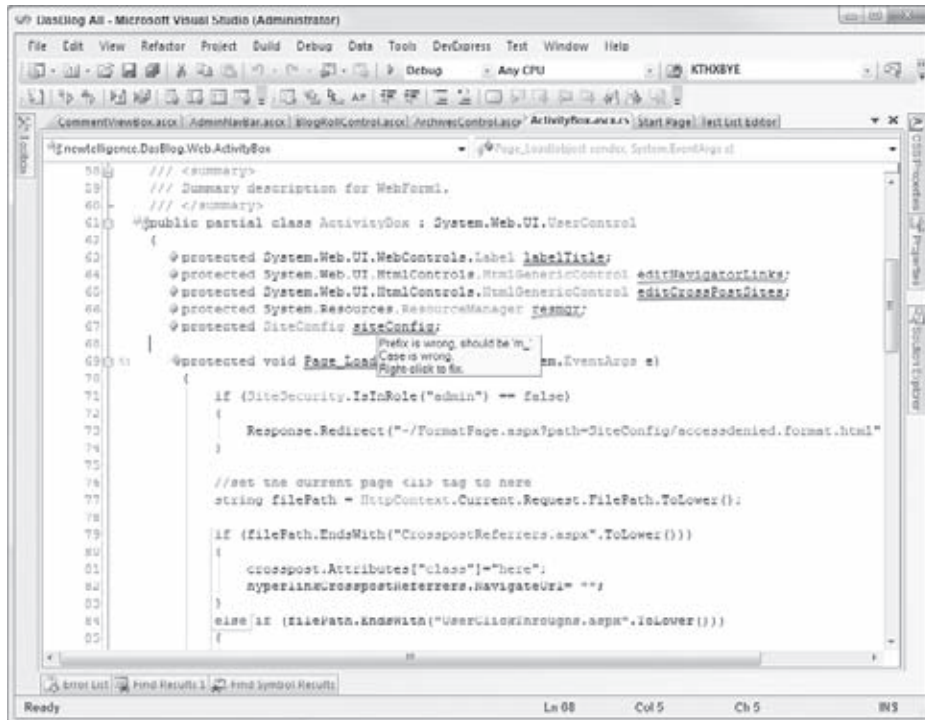 DasBlog All - Microsoft Visual Studio (Administrator)
File Edit View Refactor Project Build Debug Data Tools DevExpress Test Window Help
Debug Any CPU KTHXBYE
CommentViewBox.ascx AdminNavBar.ascx BlogRollControl.ascx ArchivesControl.ascx ActivityBox.ascx.cs Start Page Test List Editor
Toolbox
CSS Properties
Properties
Solution Explorer
newtelligence.DasBlog.Web.ActivityBox Page_Load(object sender, System.EventArgs e)
58 /// <summary>
59 /// Summary description for WebForm1.
60 /// </summary>
61 public partial class ActivityBox : System.Web.UI.UserControl
62 {
63 protected System.Web.UI.WebControls.Label labelTitle;
64 protected System.Web.UI.HtmlControls.HtmlGenericControl editNavigatorLinks;
65 protected System.Web.UI.HtmlControls.HtmlGenericControl editCrossPostSites;
66 protected System.Resources.ResourceManager resmgr;
67 protected SiteConfig siteConfig;
68
Prefix is wrong, should be 'm_'
Case is wrong.
Right-click to fix.
69 protected void Page_Load em.EventArgs e)
70 {
71 if (SiteSecurity.IsInRole("admin") == false)
72 {
73 Response.Redirect("~/FormatPage.aspx?path=SiteConfig/accessdenied.format.html"
74 }
75
76 //set the current page <li> tag to here
77 string filePath = HttpContext.Current.Request.FilePath.ToLower();
78
79 if (filePath.EndsWith("CrosspostReferrers.aspx".ToLower()))
80 {
81 crosspost.Attributes["class"]="here";
82 hyperlinkCrosspostReferrers.NavigateUrl= "";
83 }
84 else if (filePath.EndsWith("UserClickThroughs.aspx".ToLower()))
85 {
Error List Find Results 1 Find Symbol Results
Ready Ln 68 Col 5 Ch 5 INS